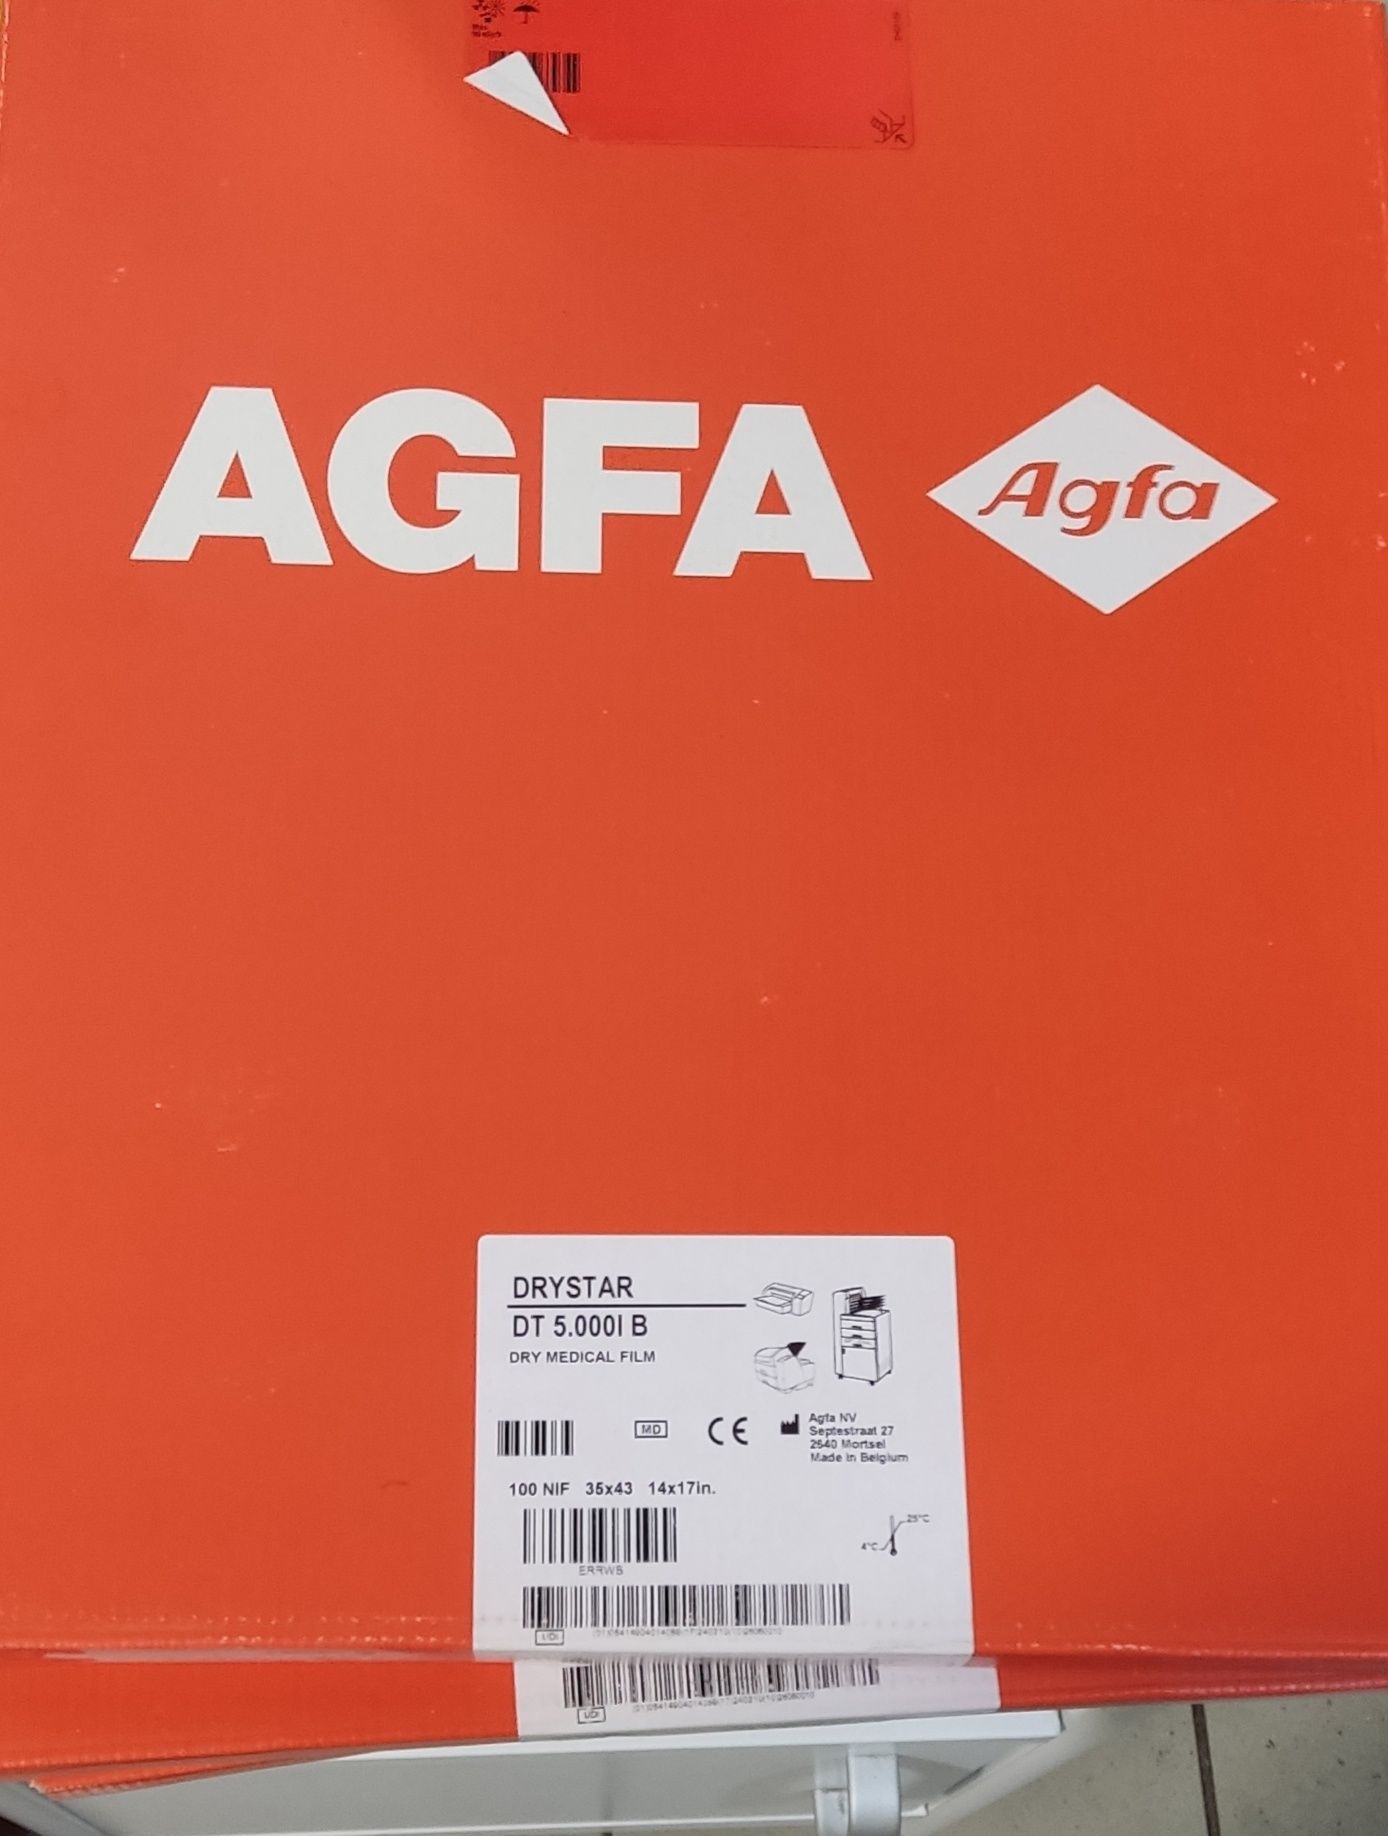 AGFA
Agfa
DRYSTAR
DT 5.000I B
DRY MEDICAL FILM
MD
CE
Agfa NV
Septestraat 27
2640 Mortsel
Made in Belgium
100 NIF 35x43 14x17in.
25°C
4°C
ERRWB
UDI
UDI